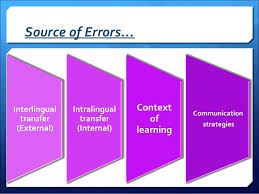 Source of Errors...
Interlingual
transfer
(External)
Intralingual
transfer
(Internal)
Context
of
learning
Communication
strategies